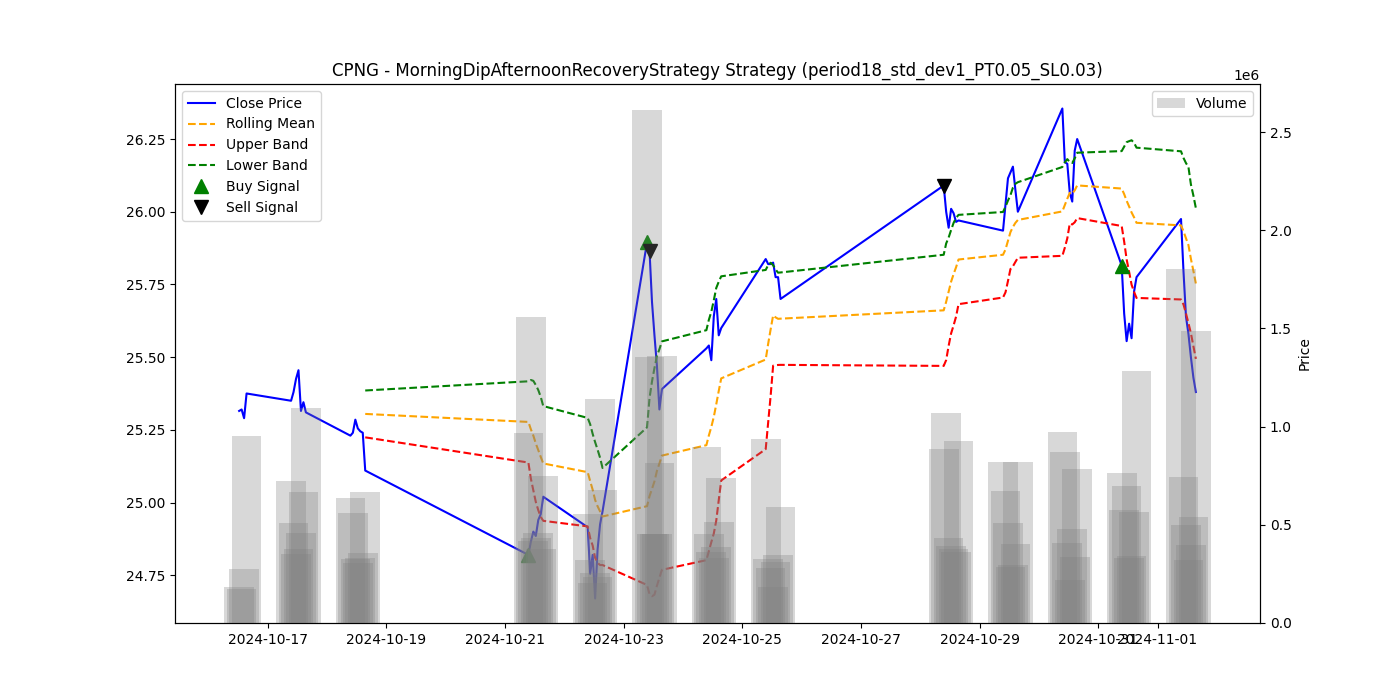 CPNG - MorningDipAfternoonRecoveryStrategy Strategy (period18_std_dev1_PT0.05_SL0.03)
1e6
Close Price
Rolling Mean
Upper Band
Lower Band
Buy Signal
Sell Signal
Volume
26.25
26.00
25.75
25.50
25.25
25.00
24.75
2.5
2.0
1.5
1.0
0.5
0.0
Price
2024-10-17
2024-10-19
2024-10-21
2024-10-23
2024-10-25
2024-10-27
2024-10-29
2024-10-31
2024-11-01